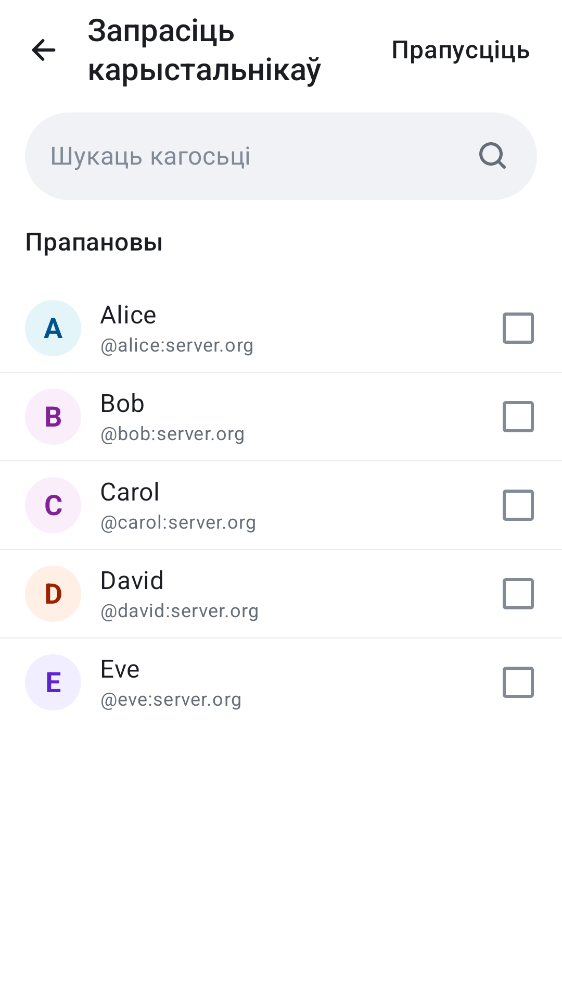 Запрасіць
карыстальнікаў
Прапусціць
Шукаць кагосьці
Прапановы
A
Alice
@alice:server.org
B
Bob
@bob:server.org
C
Carol
@carol:server.org
D
David
@david:server.org
E
Eve
@eve:server.org